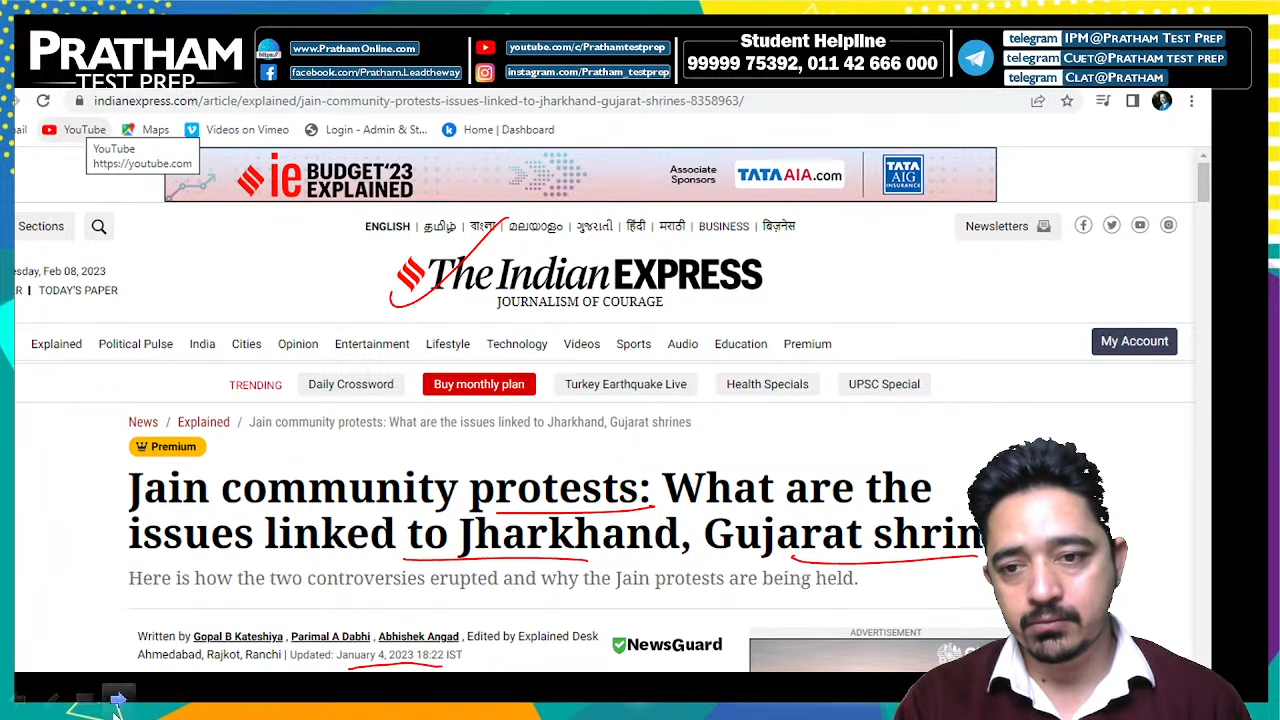 PRATHAM
TEST PREP
https://
www.PrathamOnline.com
facebook.com/Pratham.Leadtheway
youtube.com/c/Prathamtestprep
instagram.com/Pratham_testprep
Student Helpline
99999 75392, 011 42 666 000
telegram IPM@PRATHAM TEST PREP
telegram CUET@PRATHAM TEST PREP
telegram CLAT@PRATHAM
indianexpress.com/article/explained/jain-community-protests-issues-linked-to-jharkhand-gujarat-shrines-8358963/
ail YouTube Maps Videos on Vimeo Login - Admin & St... Home | Dashboard
YouTube
https://youtube.com
ie BUDGET'23 EXPLAINED
Associate Sponsors
TATA AIA.com
TATA AIG INSURANCE
Sections
ENGLISH | தமிழ் | বাংলা | മലയാളം | ગુજરાતી | हिंदी | मराठी | BUSINESS | बिज़नेस
Newsletters
sday, Feb 08, 2023
R | TODAY'S PAPER
The Indian EXPRESS
JOURNALISM OF COURAGE
Explained Political Pulse India Cities Opinion Entertainment Lifestyle Technology Videos Sports Audio Education Premium
My Account
TRENDING Daily Crossword Buy monthly plan Turkey Earthquake Live Health Specials UPSC Special
News / Explained / Jain community protests: What are the issues linked to Jharkhand, Gujarat shrines
Premium
Jain community protests: What are the
issues linked to Jharkhand, Gujarat shrin
Here is how the two controversies erupted and why the Jain protests are being held.
Written by Gopal B Kateshiya , Parimal A Dabhi , Abhishek Angad , Edited by Explained Desk
Ahmedabad, Rajkot, Ranchi | Updated: January 4, 2023 18:22 IST
NewsGuard
ADVERTISEMENT